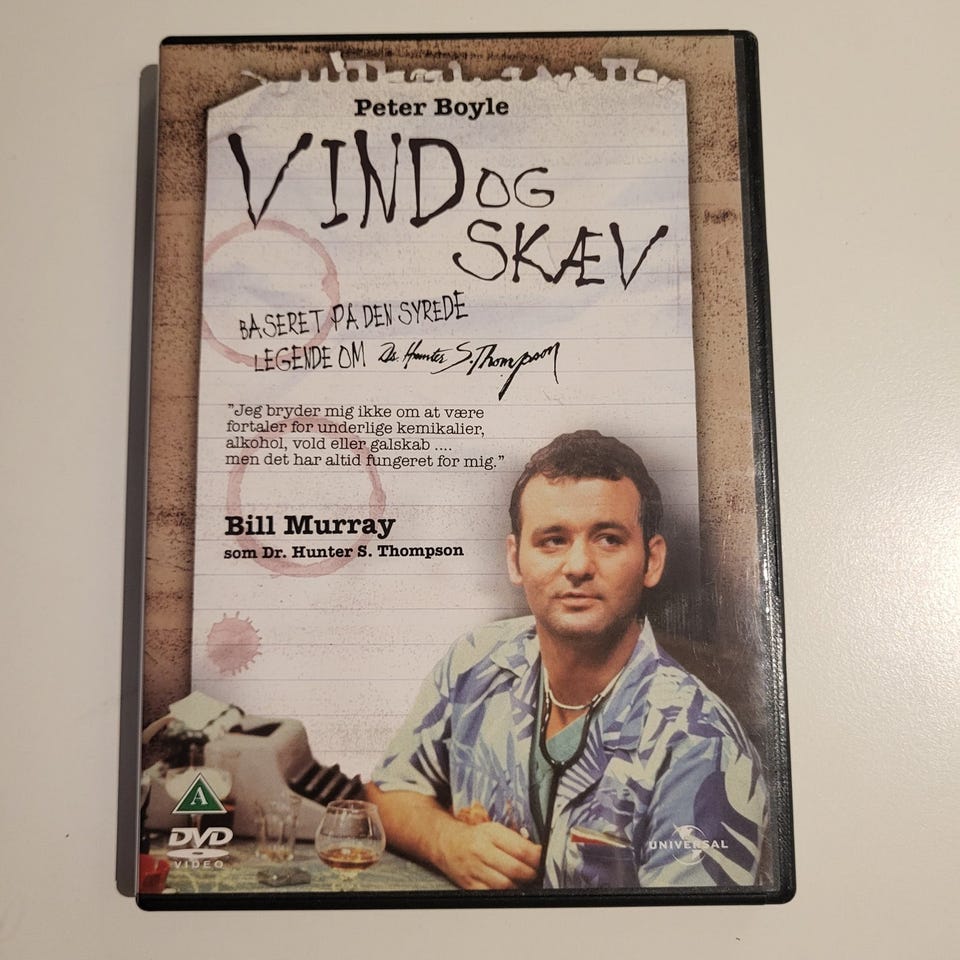 Peter Boyle
VIND OG
SKÆV
BASERET PÅ DEN SYREDE
LEGENDE OM Dr. Hunter S. Thompson
"Jeg bryder mig ikke om at være
fortaler for underlige kemikalier,
alkohol, vold eller galskab ....
men det har altid fungeret for mig."
Bill Murray
som Dr. Hunter S. Thompson
A
DVD
VIDEO
UNIVERSAL